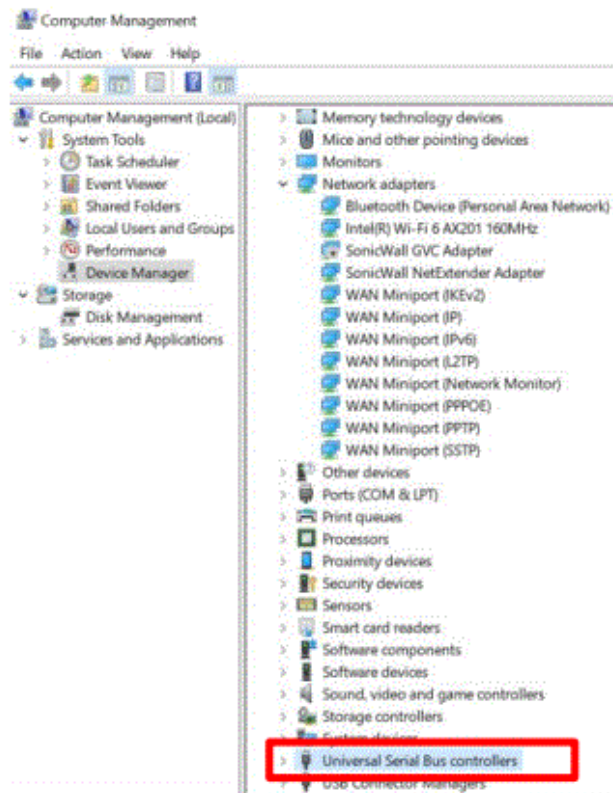 Computer Management
File Action View Help
Computer Management (Local)
System Tools
Task Scheduler
Event Viewer
Shared Folders
Local Users and Groups
Performance
Device Manager
Storage
Disk Management
Services and Applications
Memory technology devices
Mice and other pointing devices
Monitors
Network adapters
Bluetooth Device (Personal Area Network)
Intel(R) Wi-Fi 6 AX201 160MHz
SonicWall GVC Adapter
SonicWall NetExtender Adapter
WAN Miniport (IKEv2)
WAN Miniport (IP)
WAN Miniport (IPv6)
WAN Miniport (L2TP)
WAN Miniport (Network Monitor)
WAN Miniport (PPPOE)
WAN Miniport (PPTP)
WAN Miniport (SSTP)
Other devices
Ports (COM & LPT)
Print queues
Processors
Proximity devices
Security devices
Sensors
Smart card readers
Software components
Software devices
Sound, video and game controllers
Storage controllers
System devices
Universal Serial Bus controllers
USB Connector Managers